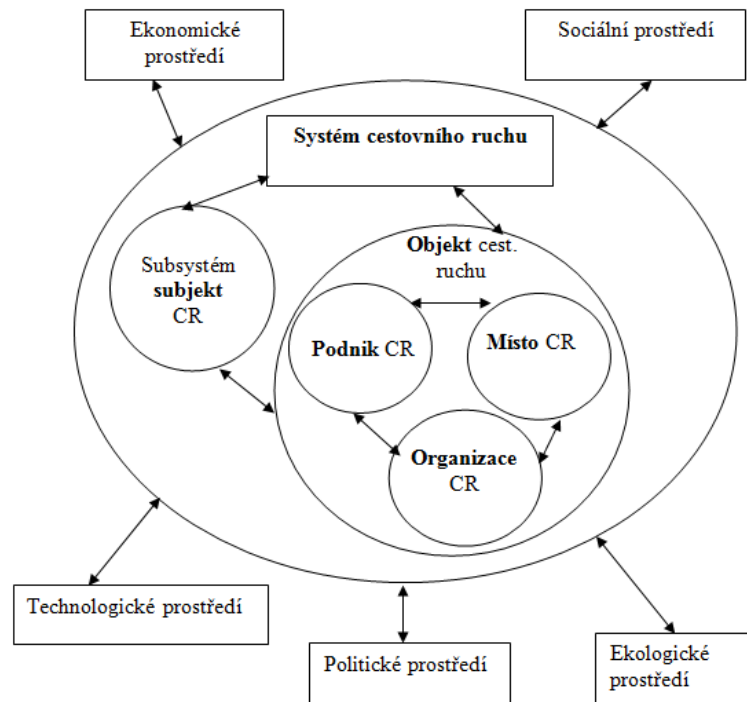 Ekonomické
prostředí
Sociální prostředí
Systém cestovního ruchu
Objekt cest.
ruchu
Subsystém
subjekt
CR
Podnik CR
Místo CR
Organizace
CR
Technologické prostředí
Politické prostředí
Ekologické
prostředí